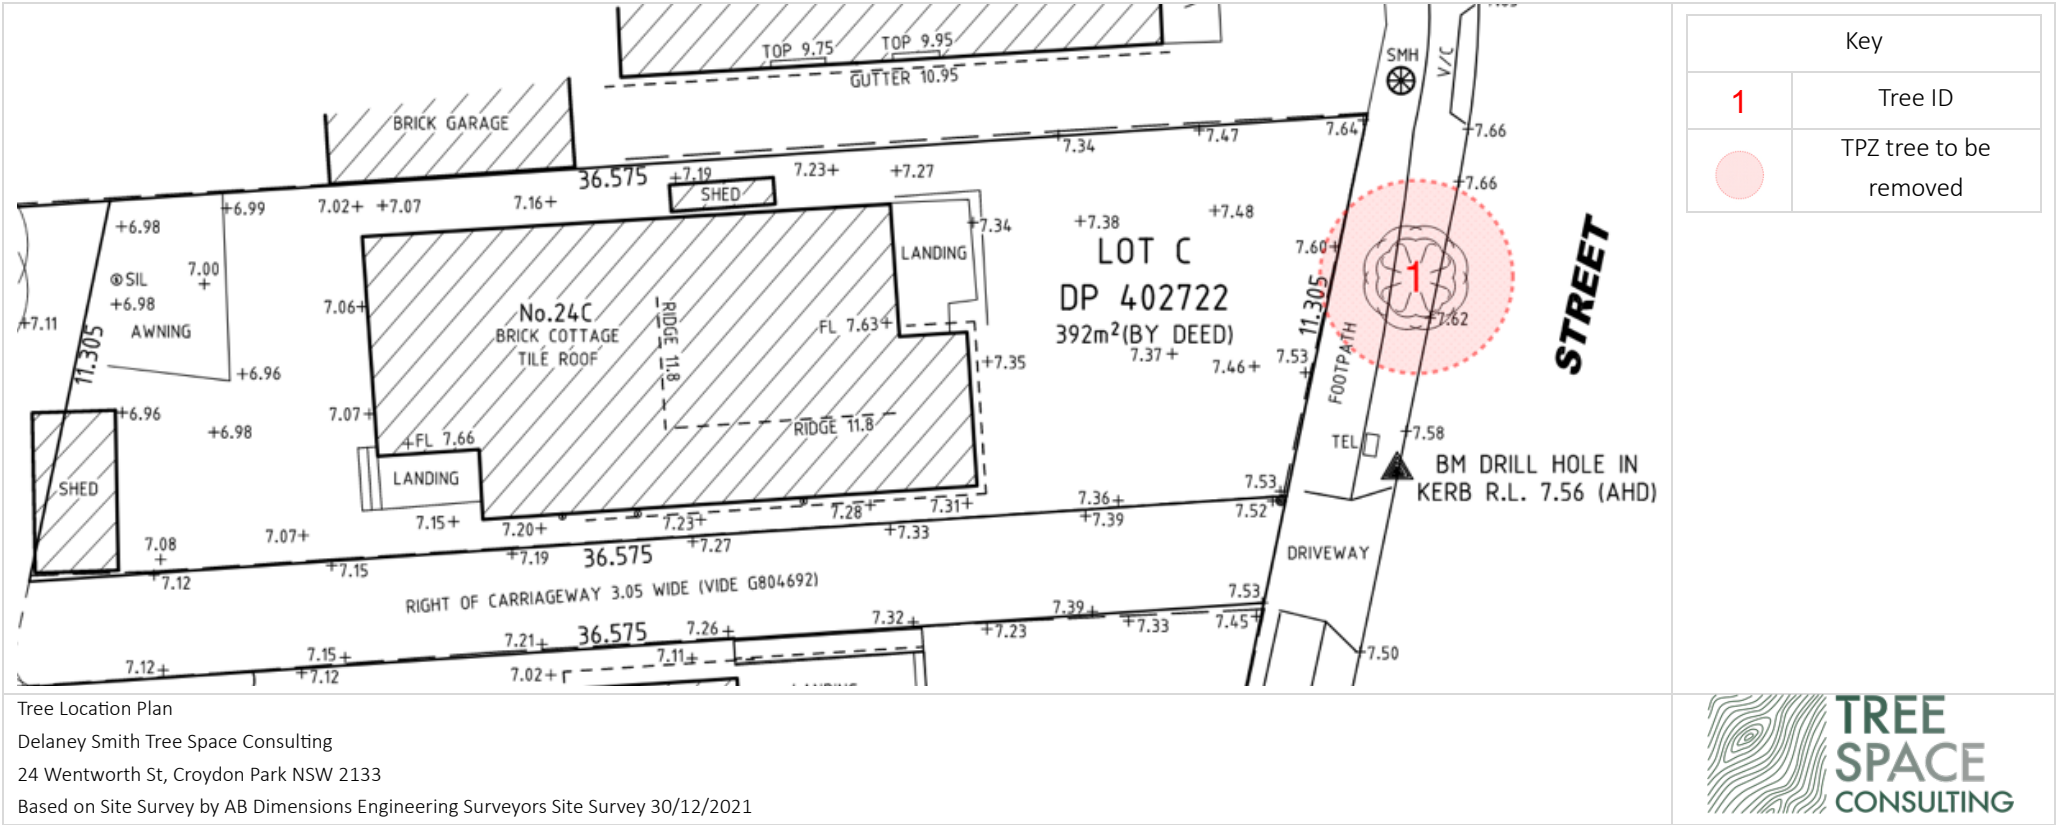 TOP 9.75
TOP 9.95
GUTTER 10.95
SMH
V/C
BRICK GARAGE
7.64
7.66
7.47
7.34
36.575
7.19
7.23
7.27
7.66
SHED
6.99
7.02
7.07
7.16
6.98
7.34
7.38
7.48
LANDING
LOT C
7.60
1
SIL
7.00
6.98
DP 402722
11.305
7.06
No.24C
BRICK COTTAGE
TILE ROOF
RIDGE 11.8
FL 7.63
392m²(BY DEED)
7.62
STREET
7.11
AWNING
11.305
7.37
7.46
7.53
7.35
FOOTPATH
6.96
6.96
6.98
7.07
RIDGE 11.8
FL 7.66
TEL
7.58
BM DRILL HOLE IN
KERB R.L. 7.56 (AHD)
SHED
LANDING
7.53
7.52
7.36
7.39
7.31
7.28
7.33
7.15
7.20
7.23
7.27
7.19
36.575
7.07
7.08
7.12
7.15
DRIVEWAY
RIGHT OF CARRIAGEWAY 3.05 WIDE (VIDE G804692)
7.53
7.45
7.39
7.33
7.32
7.23
7.26
36.575
7.21
7.11
7.15
7.12
7.12
7.02
7.50
Key
1
Tree ID
TPZ tree to be
removed
Tree Location Plan
Delaney Smith Tree Space Consulting
24 Wentworth St, Croydon Park NSW 2133
Based on Site Survey by AB Dimensions Engineering Surveyors Site Survey 30/12/2021
TREE
SPACE
CONSULTING